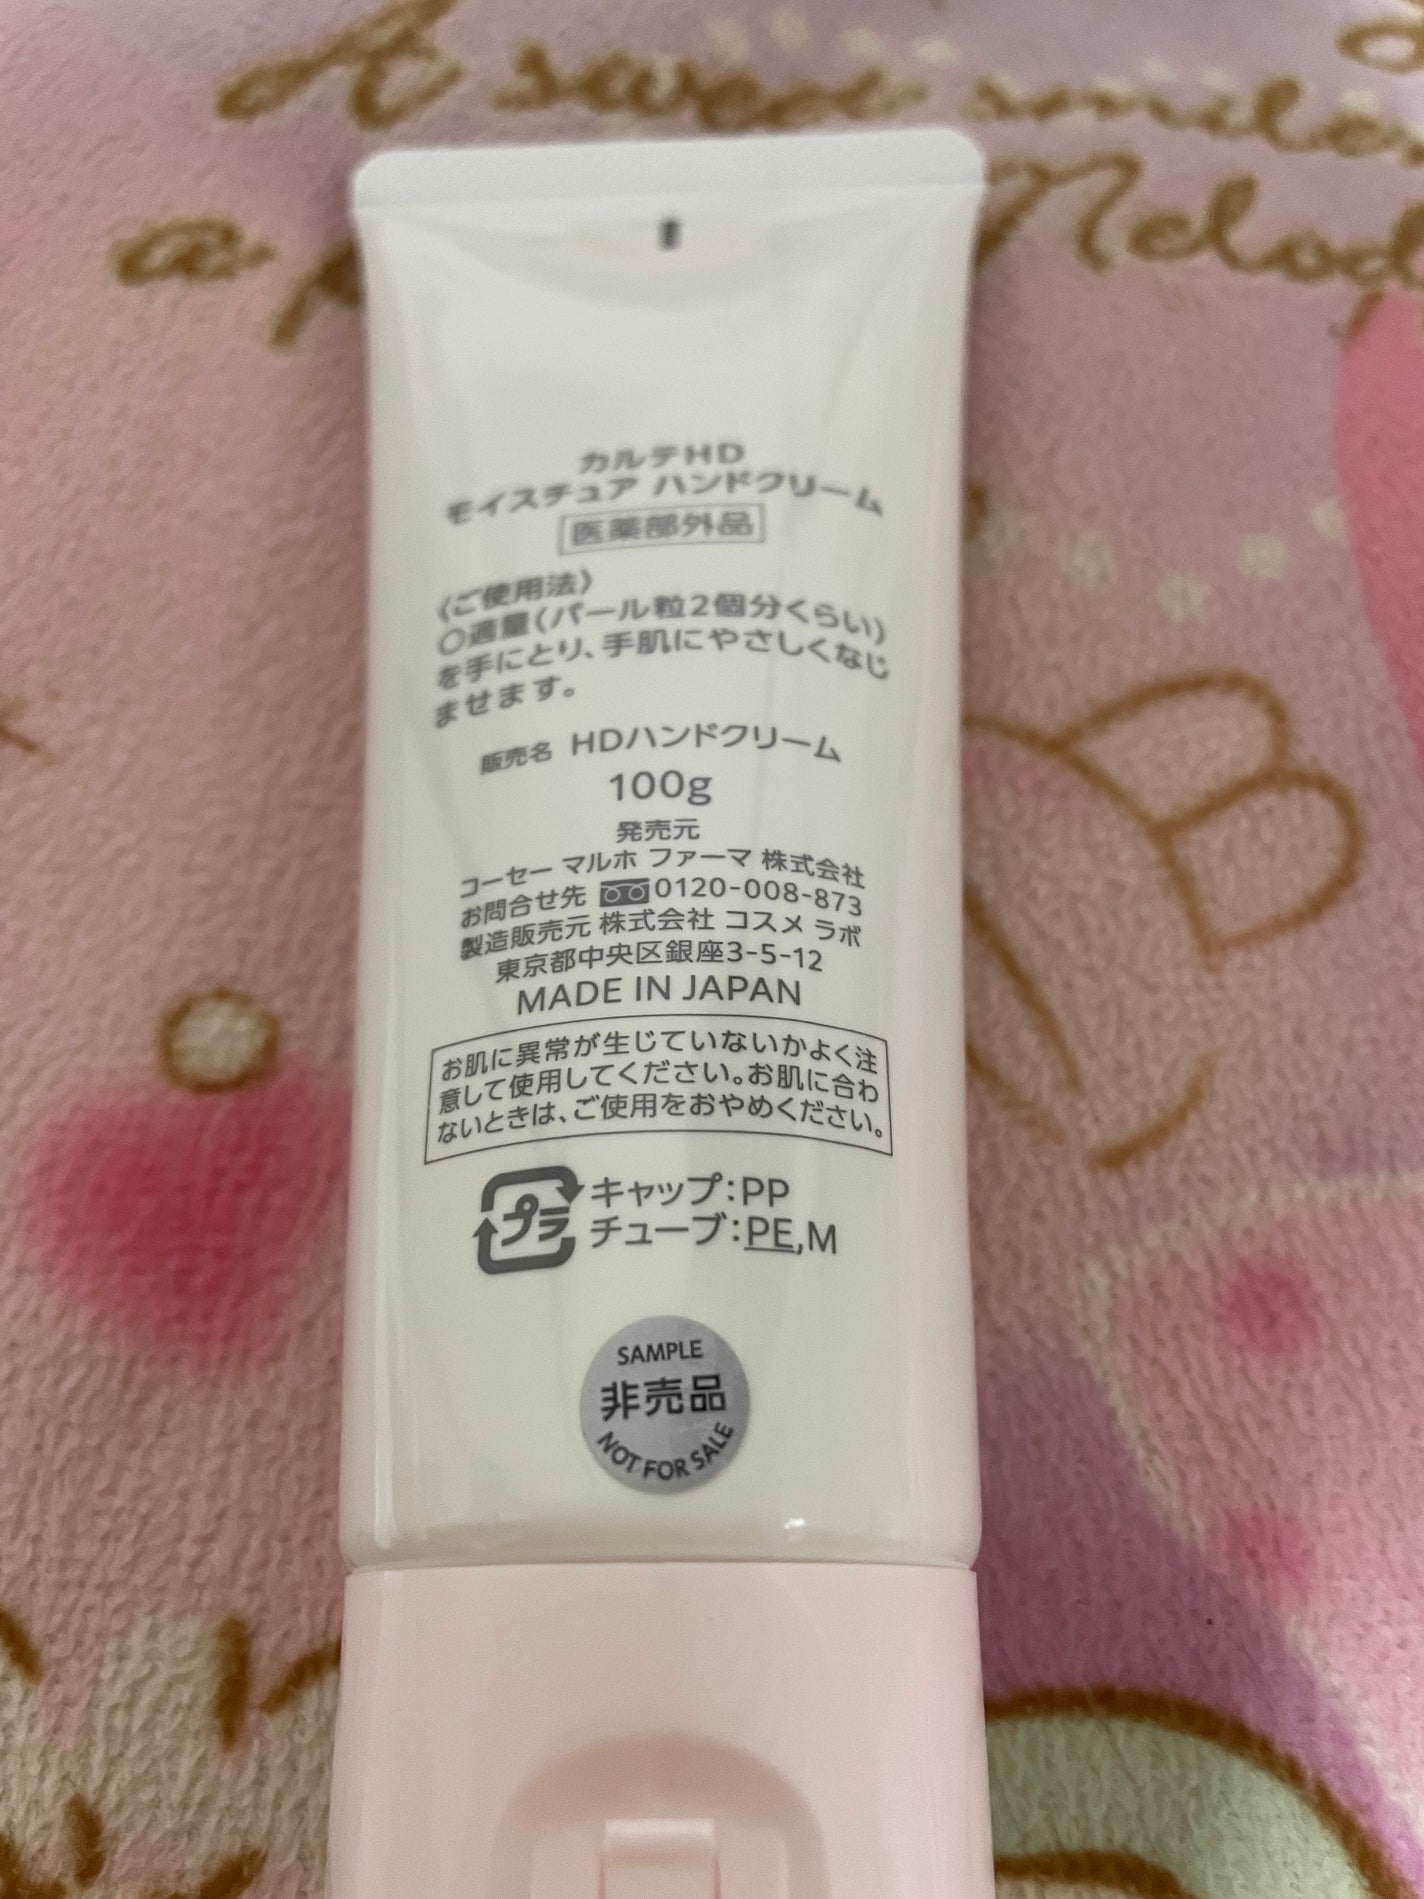 A sweet
カルテHD
モイスチュア ハンドクリーム
医薬部外品
〈ご使用法〉
○適量(パール粒2個分くらい)
を手にとり、手肌にやさしくなじ
ませます。
販売名 HDハンドクリーム
100g
発売元
コーセー マルホ ファーマ 株式会社
お問合せ先 0120-008-873
製造販売元 株式会社 コスメ ラボ
東京都中央区銀座3-5-12
MADE IN JAPAN
お肌に異常が生じていないかよく注
意して使用してください。お肌に合わ
ないときは、ご使用をおやめください。
プラ
キャップ:PP
チューブ:PE,M
SAMPLE
非売品
NOT FOR SALE